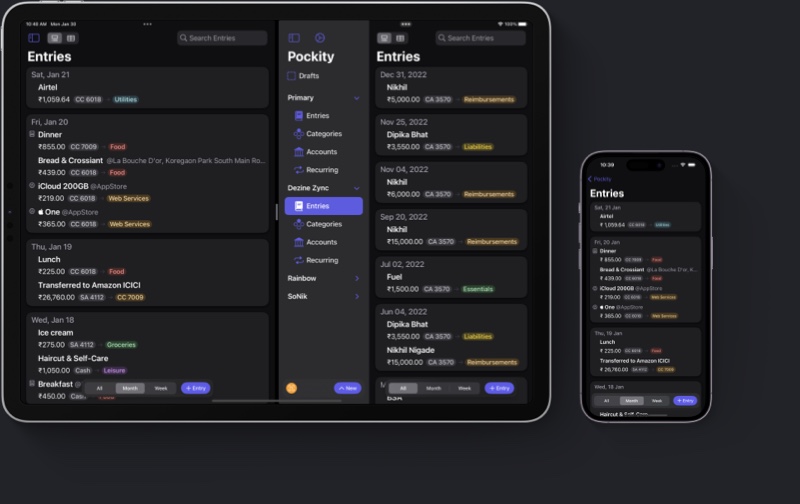 10:48 AM Mon Jan 30
Search Entries
Entries
Sat, Jan 21
Airtel
₹1,059.64 CC 6018 Utilities
Fri, Jan 20
Dinner
₹855.00 CC 7009 Food
Bread & Crossiant @La Bouche D'or, Koregaon Park South Main Ro...
₹439.00 CC 6018 Food
iCloud 200GB @AppStore
₹219.00 CC 6018 Web Services
One @AppStore
₹365.00 CC 6018 Web Services
Thu, Jan 19
Lunch
₹225.00 CC 6018 Food
Transferred to Amazon ICICI
₹26,760.00 SA 4112 CC 7009
Wed, Jan 18
Ice cream
₹275.00 SA 4112 Groceries
Haircut & Self-Care
₹1,050.00 Cash Leisure
Breakfast
₹450.00
All Month Week + Entry
Pockity
Drafts
Primary
Entries
Categories
Accounts
Recurring
Dezine Zync
Entries
Categories
Accounts
Recurring
Rainbow
SoNik
New
100%
Search Entries
Entries
Dec 31, 2022
Nikhil
₹5,000.00 CA 3570 Reimbursements
Nov 25, 2022
Dipika Bhat
₹3,550.00 CA 3570 Liabilities
Nov 04, 2022
Nikhil
₹6,000.00 CA 3570 Reimbursements
Sep 20, 2022
Nikhil
₹15,000.00 CA 3570 Reimbursements
Jul 02, 2022
Fuel
₹1,500.00 CA 3570 Essentials
Jun 04, 2022
Dipika Bhat
₹3,550.00 CA 3570 Liabilities
Nikhil Nigade
₹15,000.00 CA 3570 Reimbursements
All Month Week + Entry
10:39
Pockity
Entries
Sat, 21 Jan
Airtel
₹ 1,059.64 CC 6018 Utilities
Fri, 20 Jan
Dinner
₹ 855.00 CC 7009 Food
Bread & Crossiant @La Bouche D'or, K...
₹ 439.00 CC 6018 Food
iCloud 200GB @AppStore
₹ 219.00 CC 6018 Web Services
One @AppStore
₹ 365.00 CC 6018 Web Services
Thu, 19 Jan
Lunch
₹ 225.00 CC 6018 Food
Transferred to Amazon ICICI
₹ 26,760.00 SA 4112 CC 7009
Wed, 18 Jan
All Month Week + Entry
Haircut & Self-Care